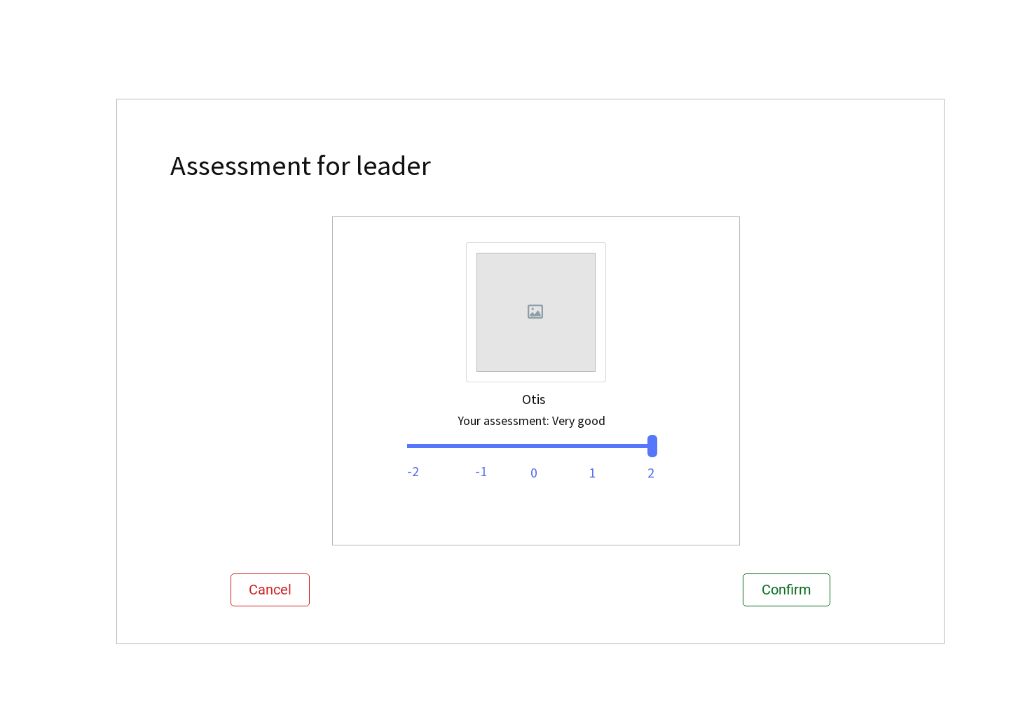 Assessment for leader
Otis
Your assessment: Very good
-2 -1 0 1 2
Cancel Confirm